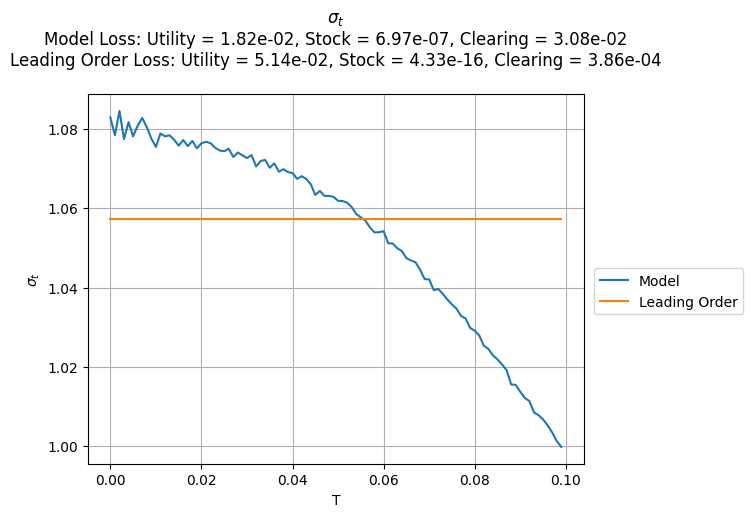 σₜ
Model Loss: Utility = 1.82e-02, Stock = 6.97e-07, Clearing = 3.08e-02
Leading Order Loss: Utility = 5.14e-02, Stock = 4.33e-16, Clearing = 3.86e-04
1.08
1.06
1.04
1.02
1.00
σₜ
0.00 0.02 0.04 0.06 0.08 0.10
T
Model
Leading Order